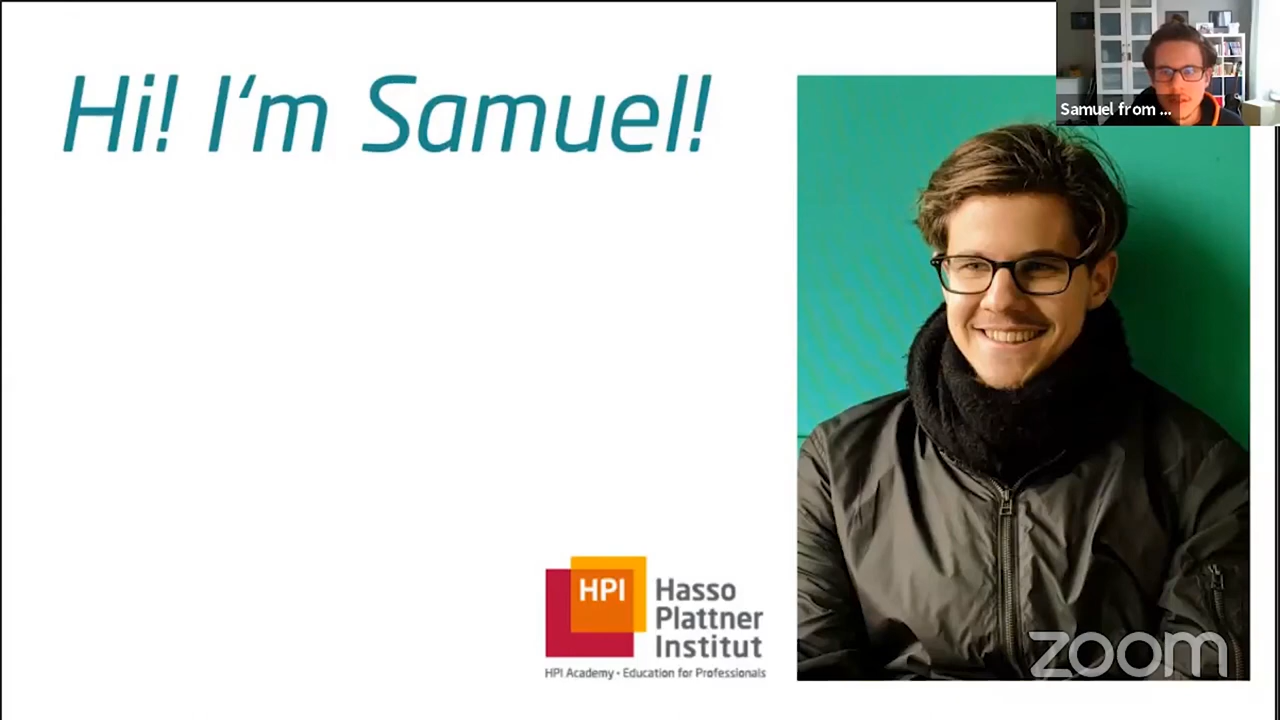 Hi! I‘m Samuel!
Samuel from ...
HPI
Hasso
Plattner
Institut
HPI Academy • Education for Professionals
zoom